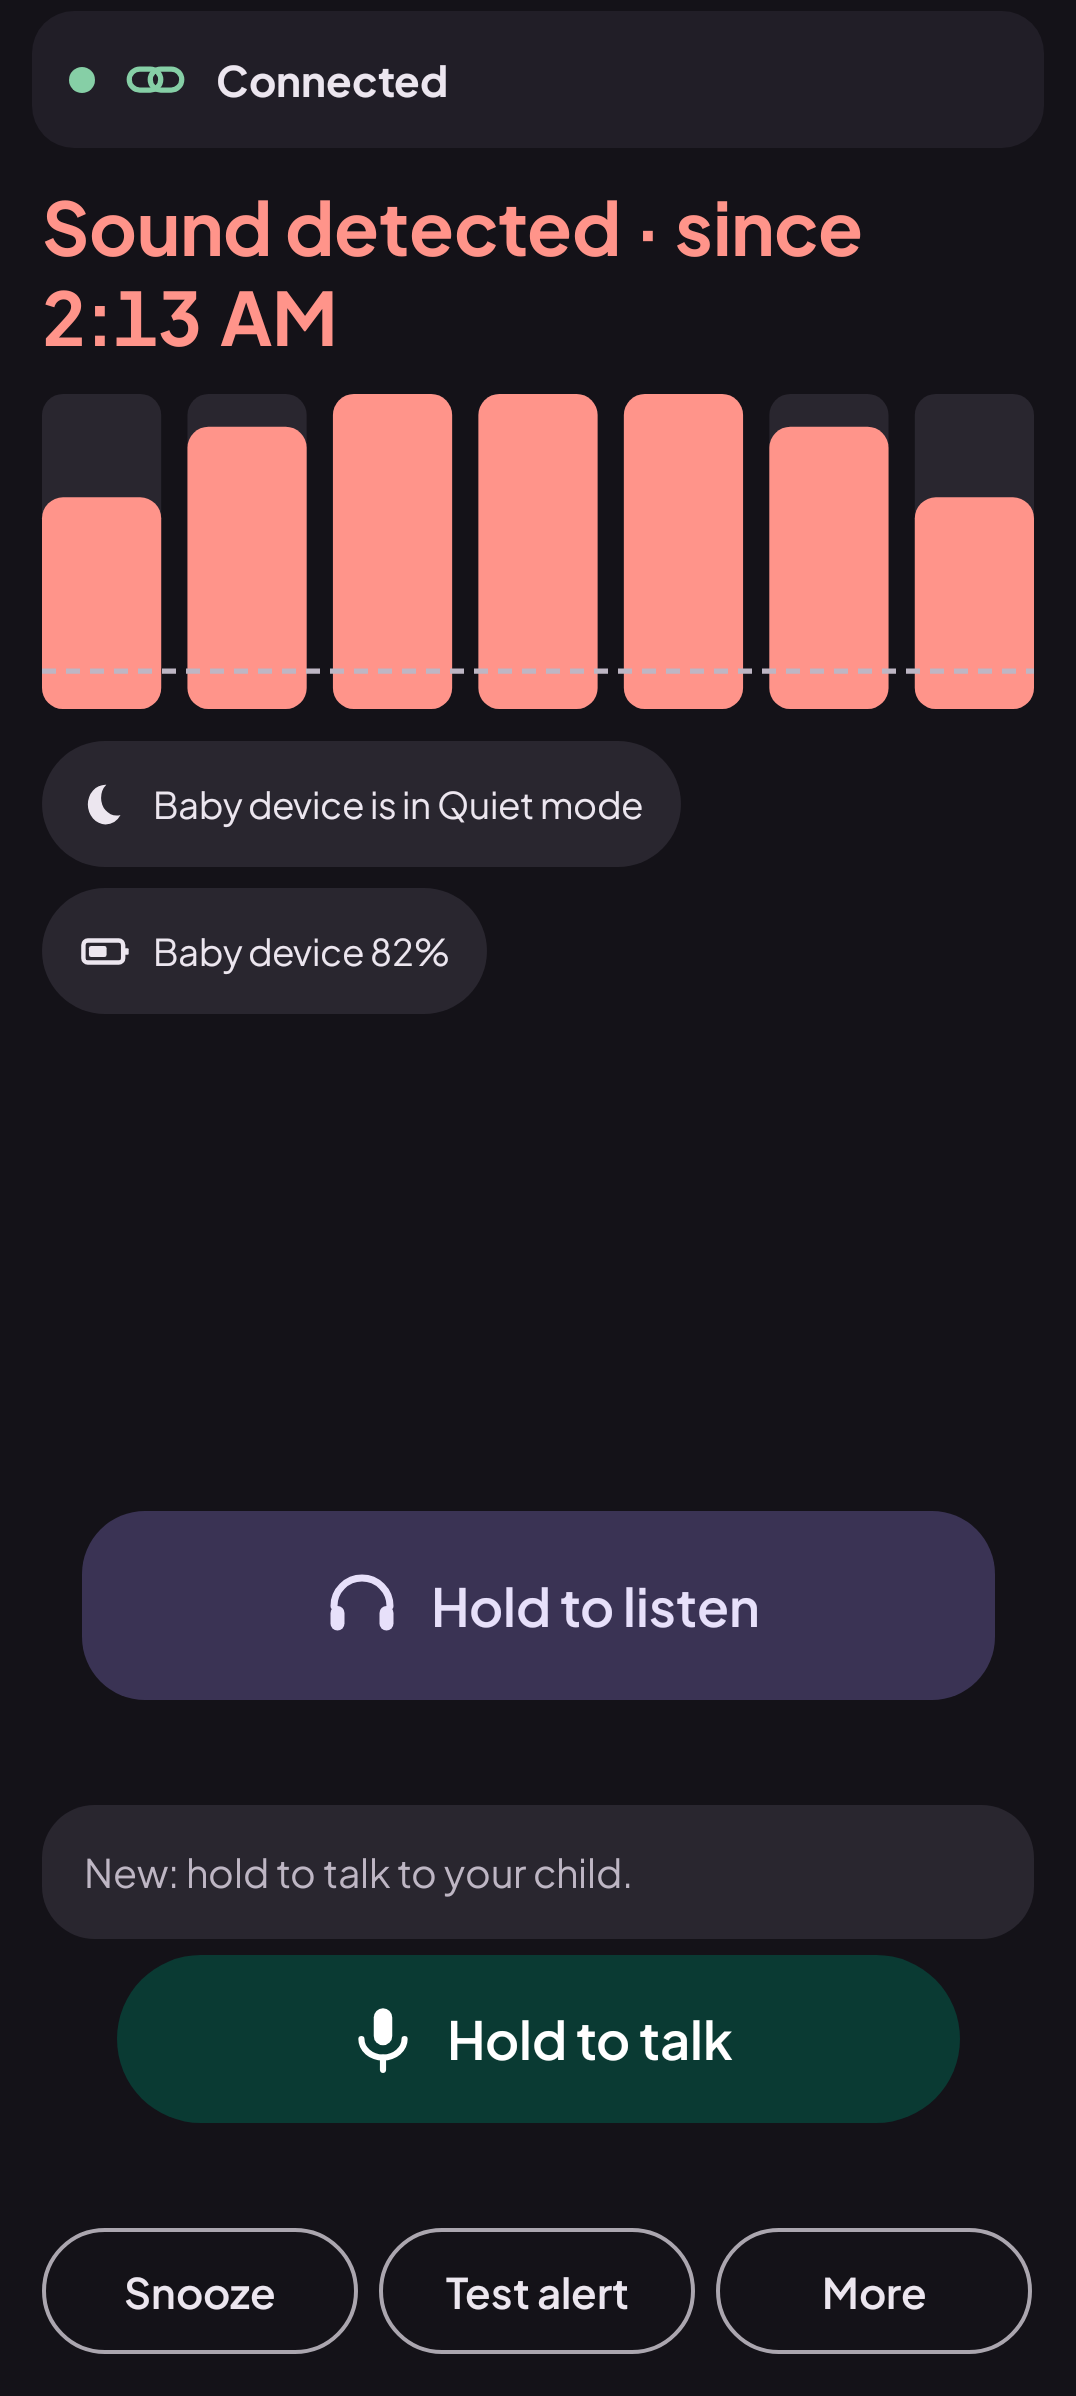 Connected
Sound detected · since
2:13 AM
Baby device is in Quiet mode
Baby device 82%
Hold to listen
New: hold to talk to your child.
Hold to talk
Snooze
Test alert
More